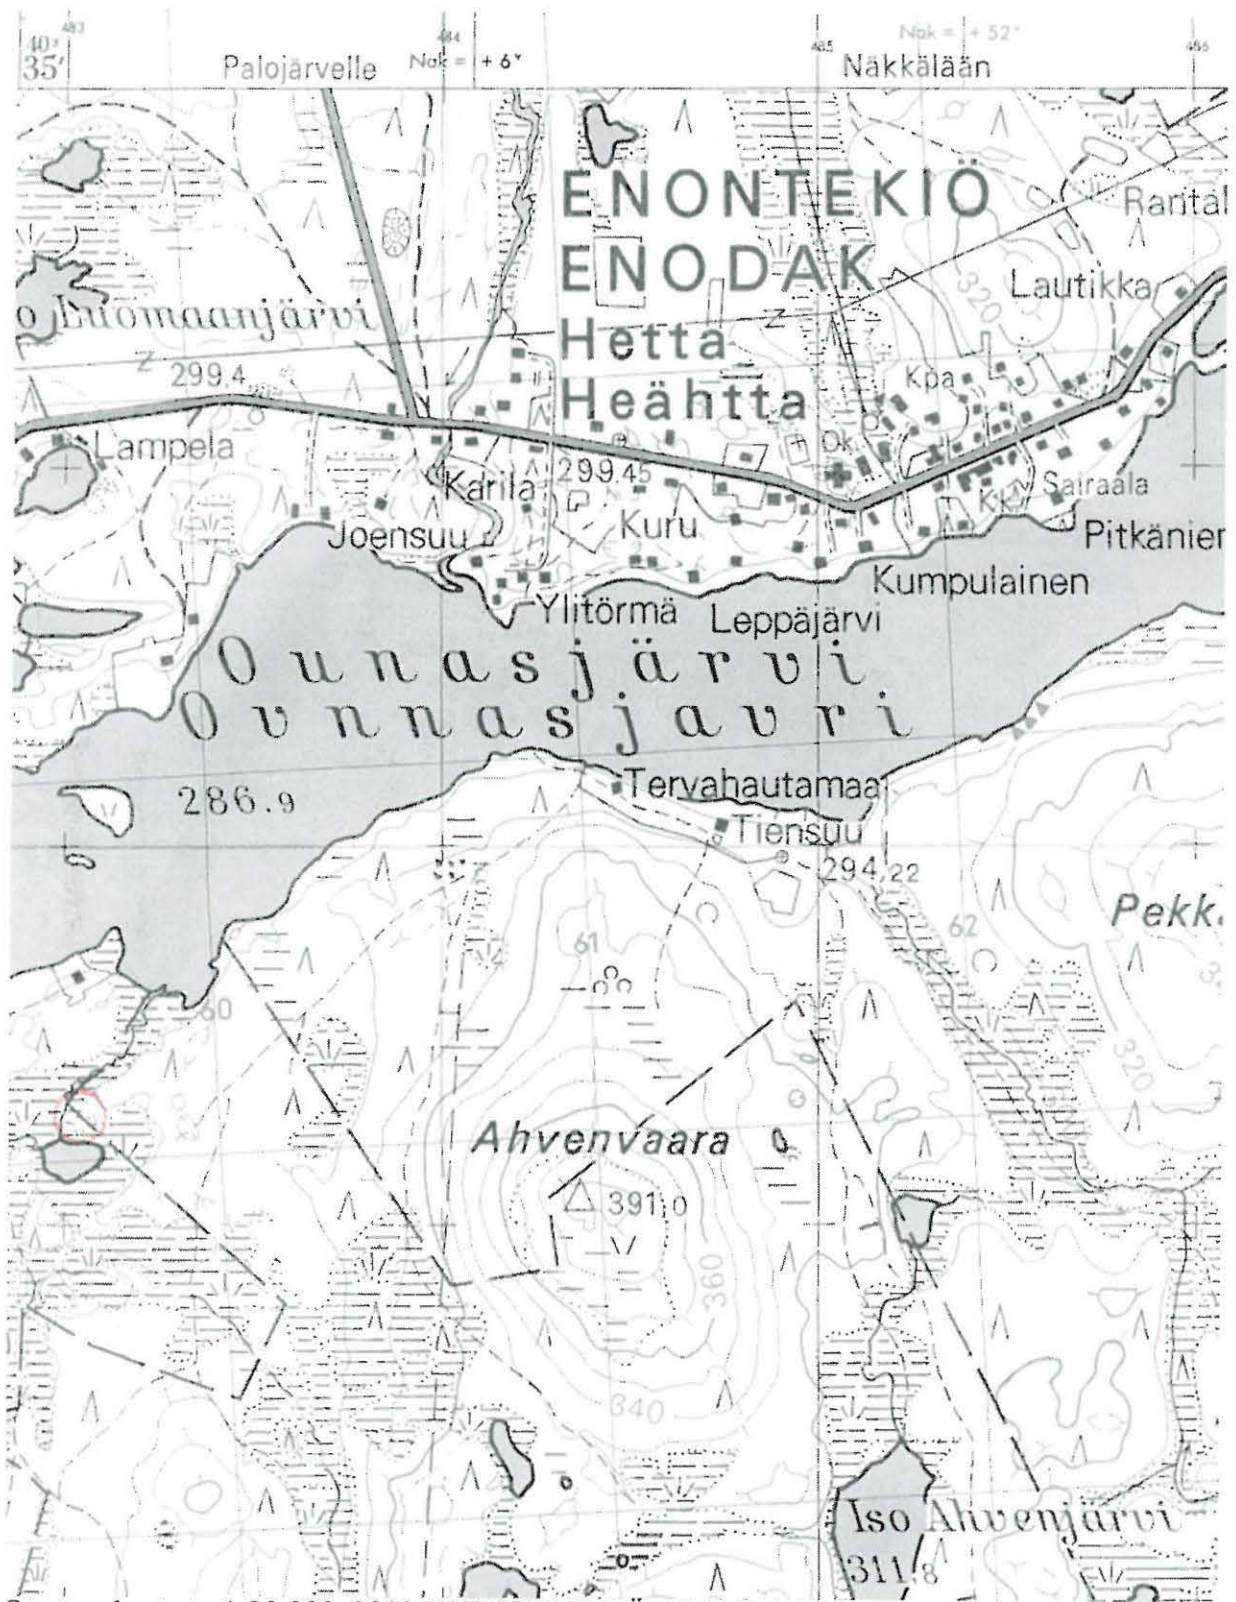 483
484
485
486
40x
35'
Palojärvelle
Nak = + 6v
Nak = + 52v
Näkkälään
ENONTEKIÖ
ENODAK
Hetta
Heähtta
Lautikka
320
o Luomaanjärvi
Z
Z
299.4
Kpa
Lampela
Ok
299.45
Karila
Sairaala
Kuru
Joensuu
Pitkänier
Kumpulainen
Ylitörmä
Leppäjärvi
Ounasjärvi
Ovnnasjavri
286.9
Tervahautamaa
Tiensuu
294,22
Pekk
61
62
60
320
Ahvenvaara
391,0
360
340
Iso Ahvenjärvi
311,8